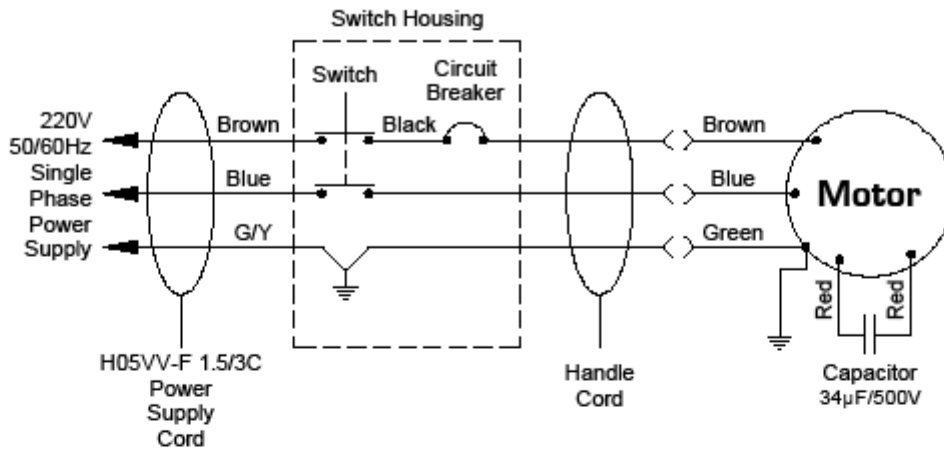 Switch Housing
Switch
Circuit
Breaker
220V
50/60Hz
Single
Phase
Power
Supply
Brown
Black
Brown
Blue
Blue
G/Y
Green
Motor
Red
Red
H05VV-F 1.5/3C
Power
Supply
Cord
Handle
Cord
Capacitor
34µF/500V